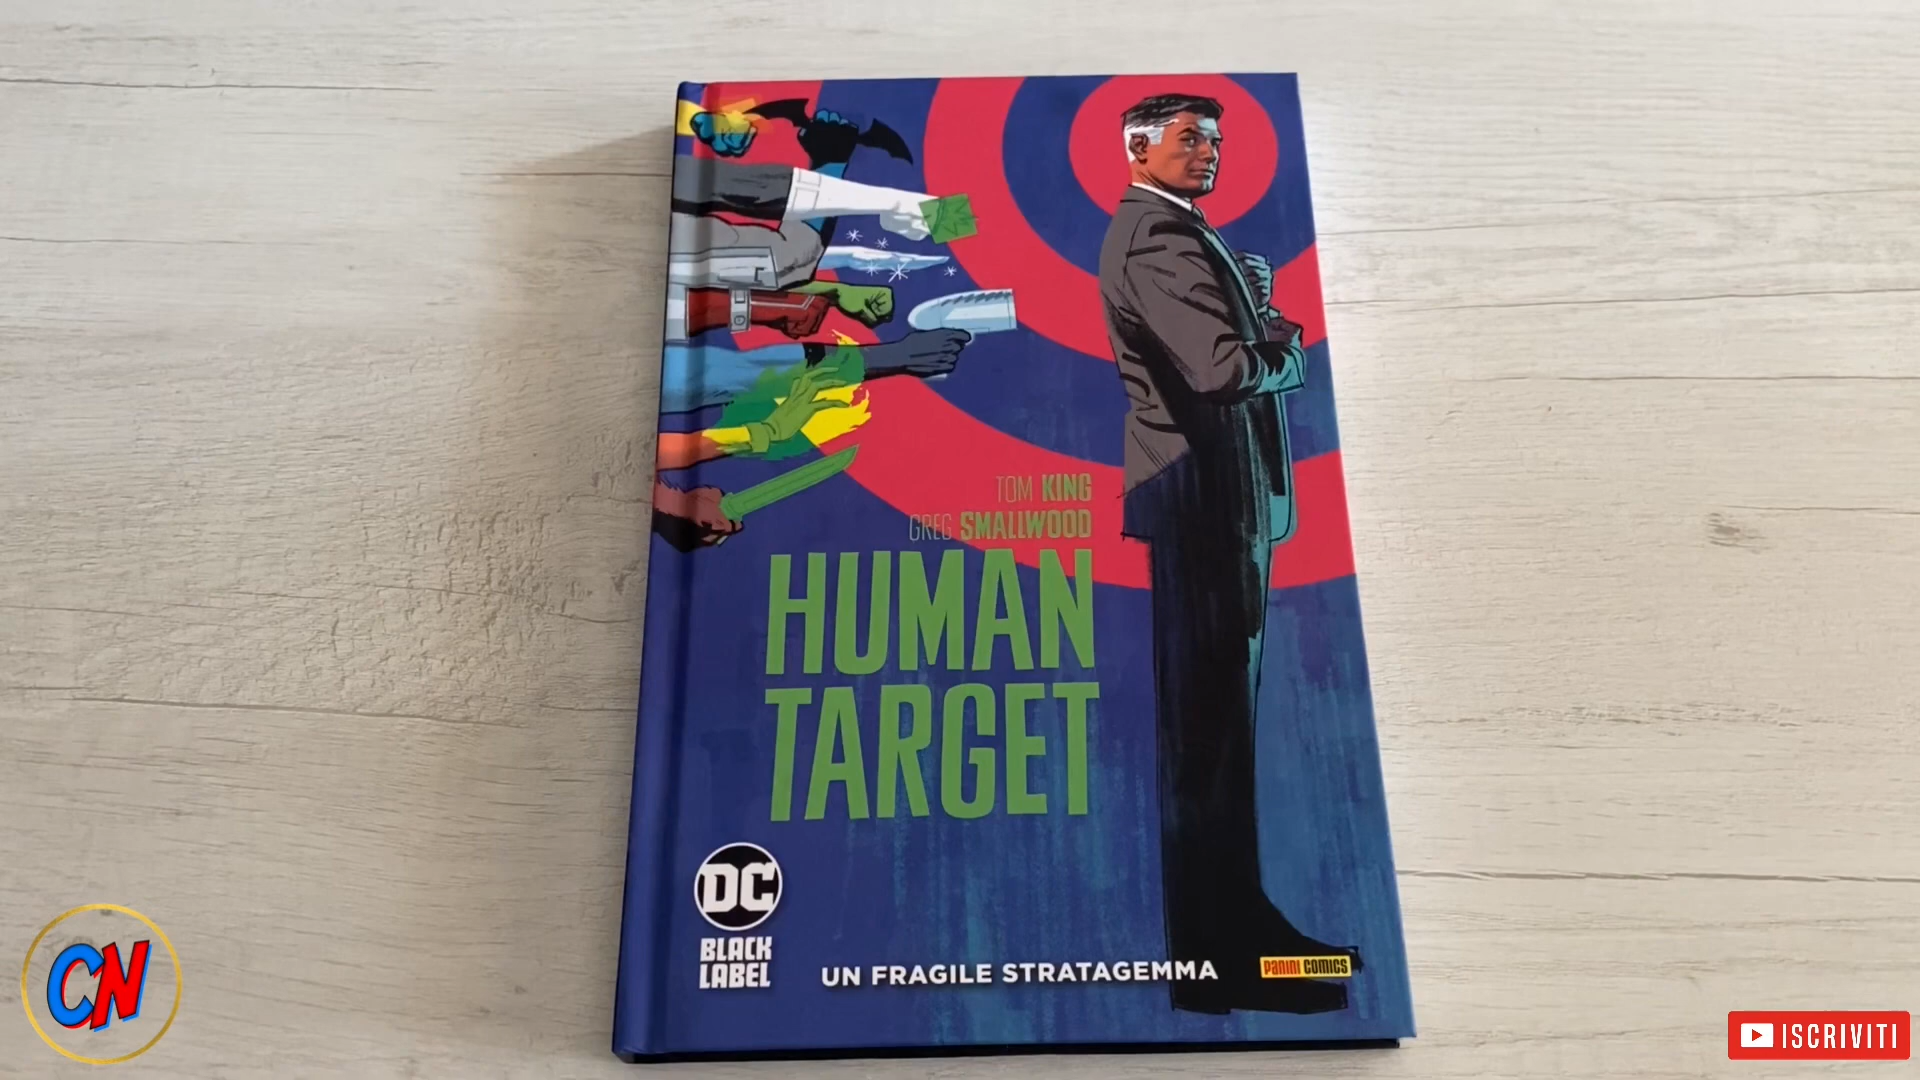 TOM KING
GREG SMALLWOOD
HUMAN
TARGET
DC
BLACK
LABEL
UN FRAGILE STRATAGEMMA
PANINI COMICS
CN
ISCRIVITI